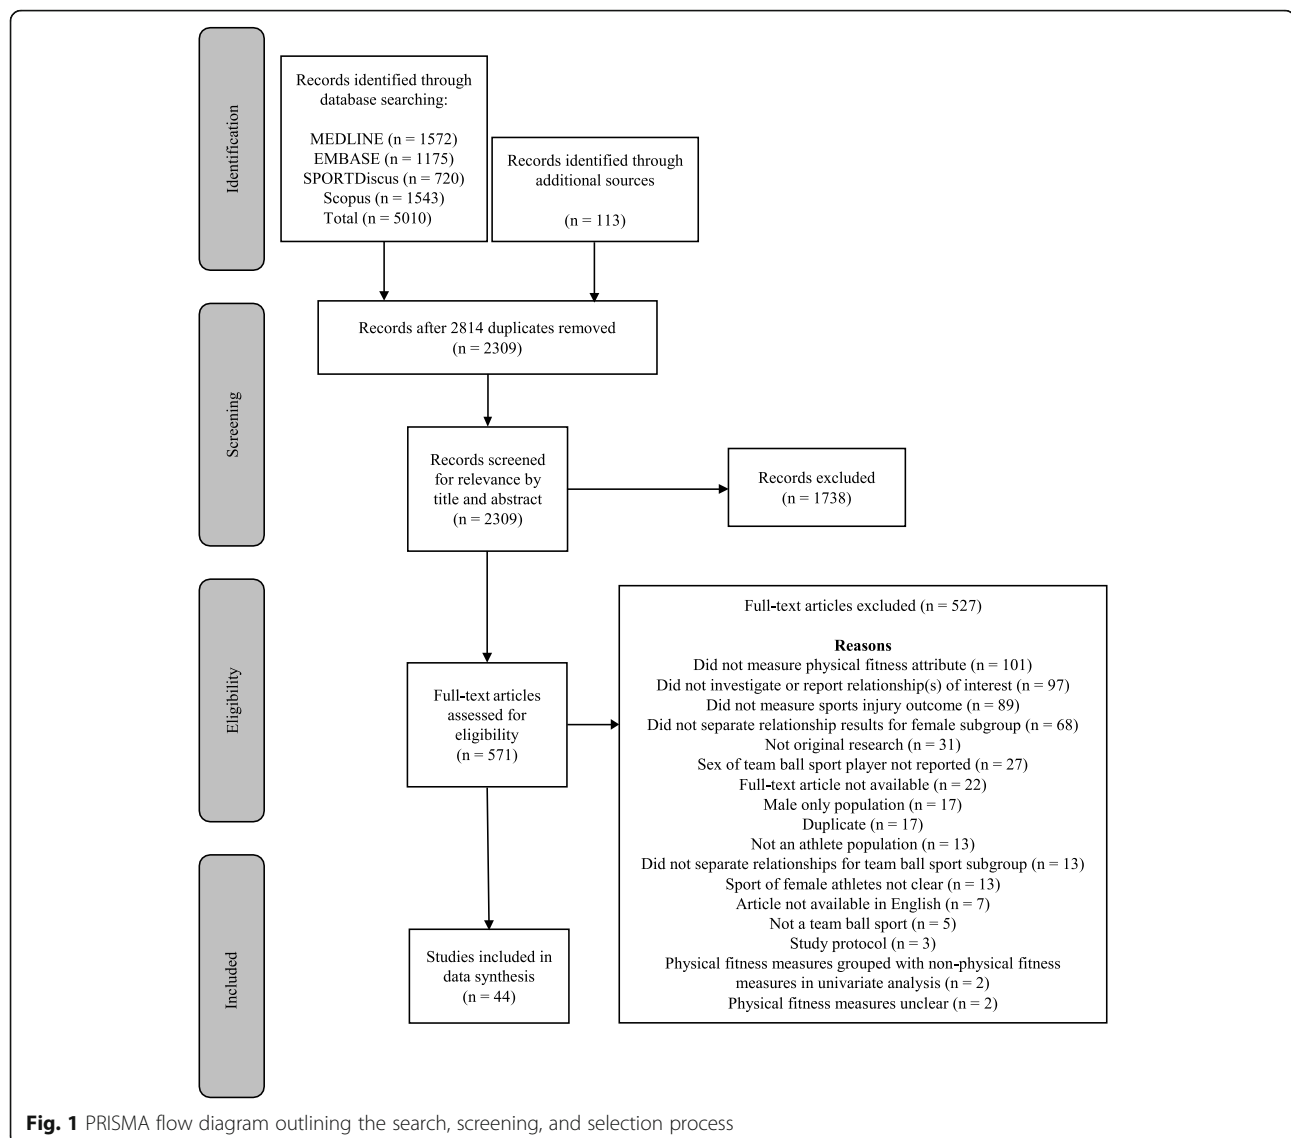 Identification
Records identified through
database searching:
MEDLINE (n = 1572)
EMBASE (n = 1175)
SPORTDiscus (n = 720)
Scopus (n = 1543)
Total (n = 5010)
Records identified through
additional sources
(n = 113)
Screening
Records after 2814 duplicates removed
(n = 2309)
Records screened
for relevance by
title and abstract
(n = 2309)
Records excluded
(n = 1738)
Eligibility
Full-text articles
assessed for
eligibility
(n = 571)
Full-text articles excluded (n = 527)
Reasons
Did not measure physical fitness attribute (n = 101)
Did not investigate or report relationship(s) of interest (n = 97)
Did not measure sports injury outcome (n = 89)
Did not separate relationship results for female subgroup (n = 68)
Not original research (n = 31)
Sex of team ball sport player not reported (n = 27)
Full-text article not available (n = 22)
Male only population (n = 17)
Duplicate (n = 17)
Not an athlete population (n = 13)
Did not separate relationships for team ball sport subgroup (n = 13)
Sport of female athletes not clear (n = 13)
Article not available in English (n = 7)
Not a team ball sport (n = 5)
Study protocol (n = 3)
Physical fitness measures grouped with non-physical fitness
measures in univariate analysis (n = 2)
Physical fitness measures unclear (n = 2)
Included
Studies included in
data synthesis
(n = 44)
Fig. 1 PRISMA flow diagram outlining the search, screening, and selection process